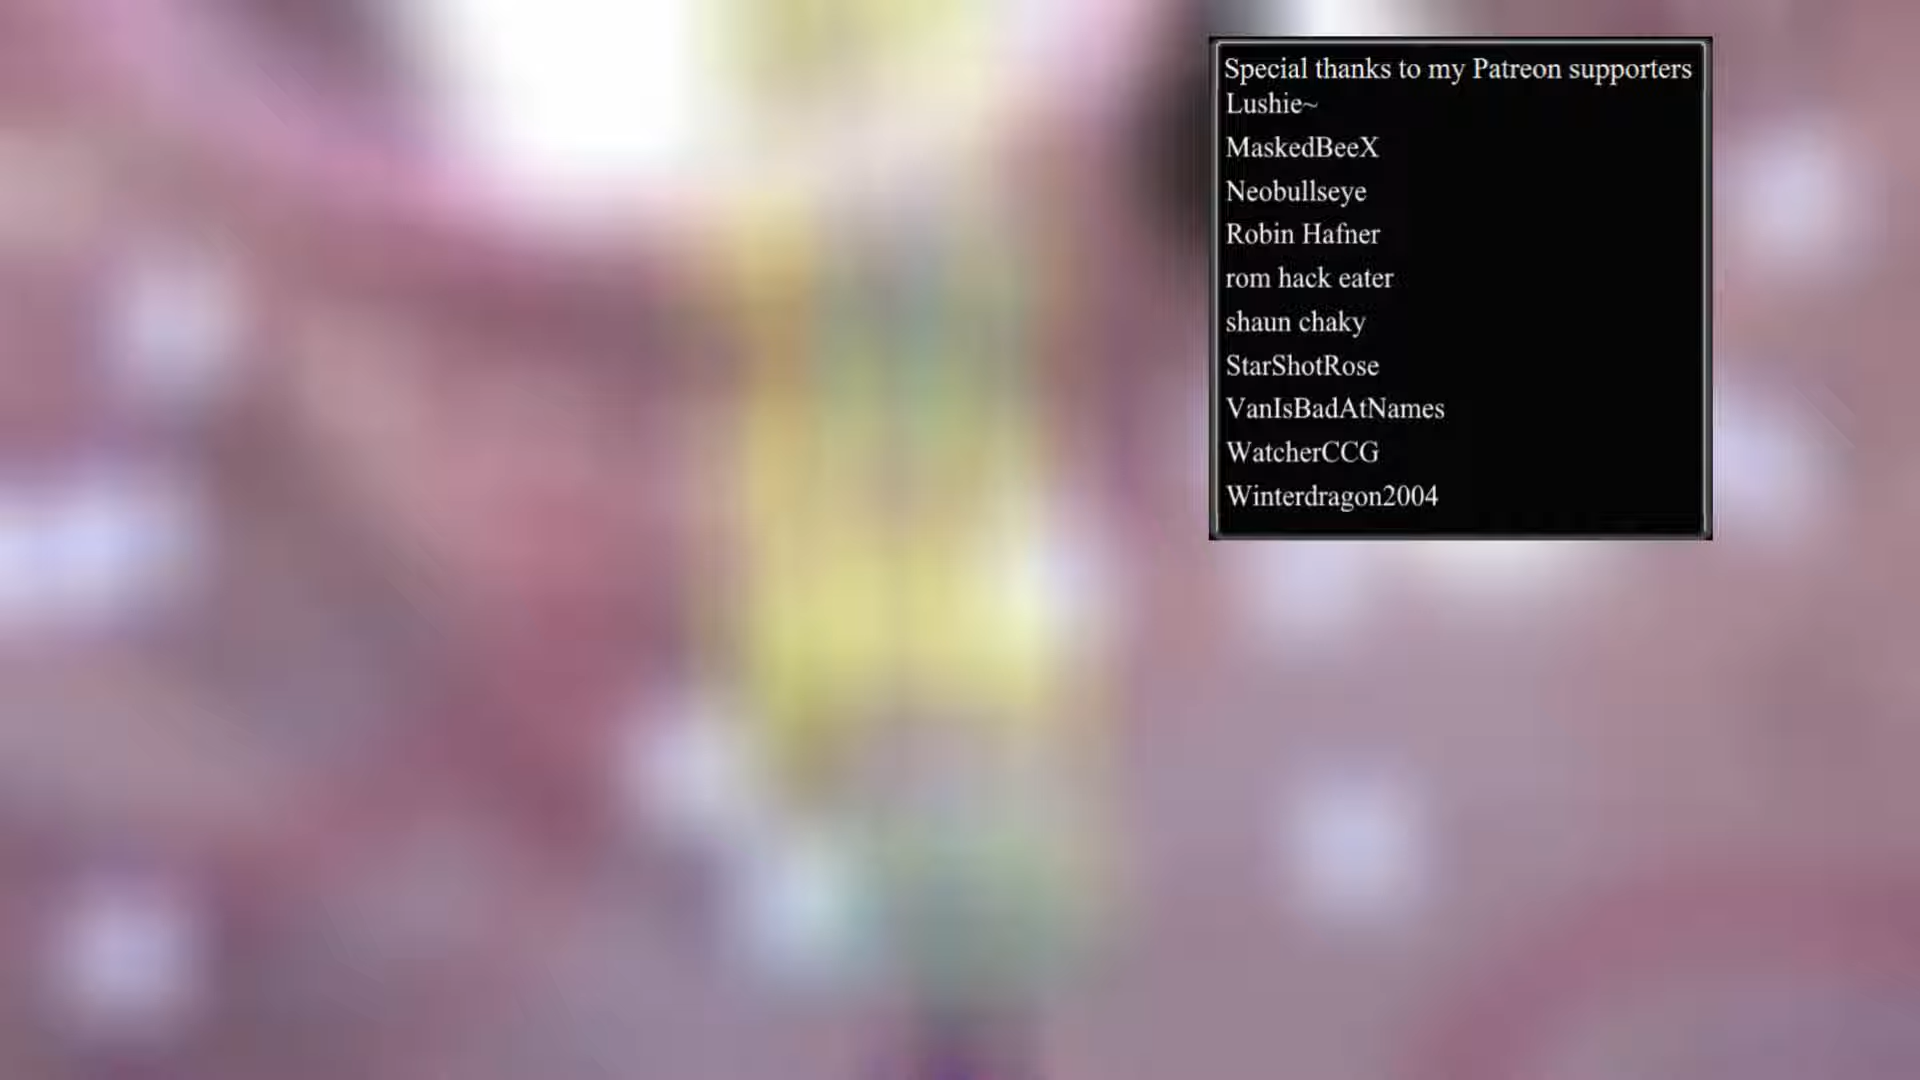 Special thanks to my Patreon supporters
Lushie~
MaskedBeeX
Neobullseye
Robin Hafner
rom hack eater
shaun chaky
StarShotRose
VanIsBadAtNames
WatcherCCG
Winterdragon2004